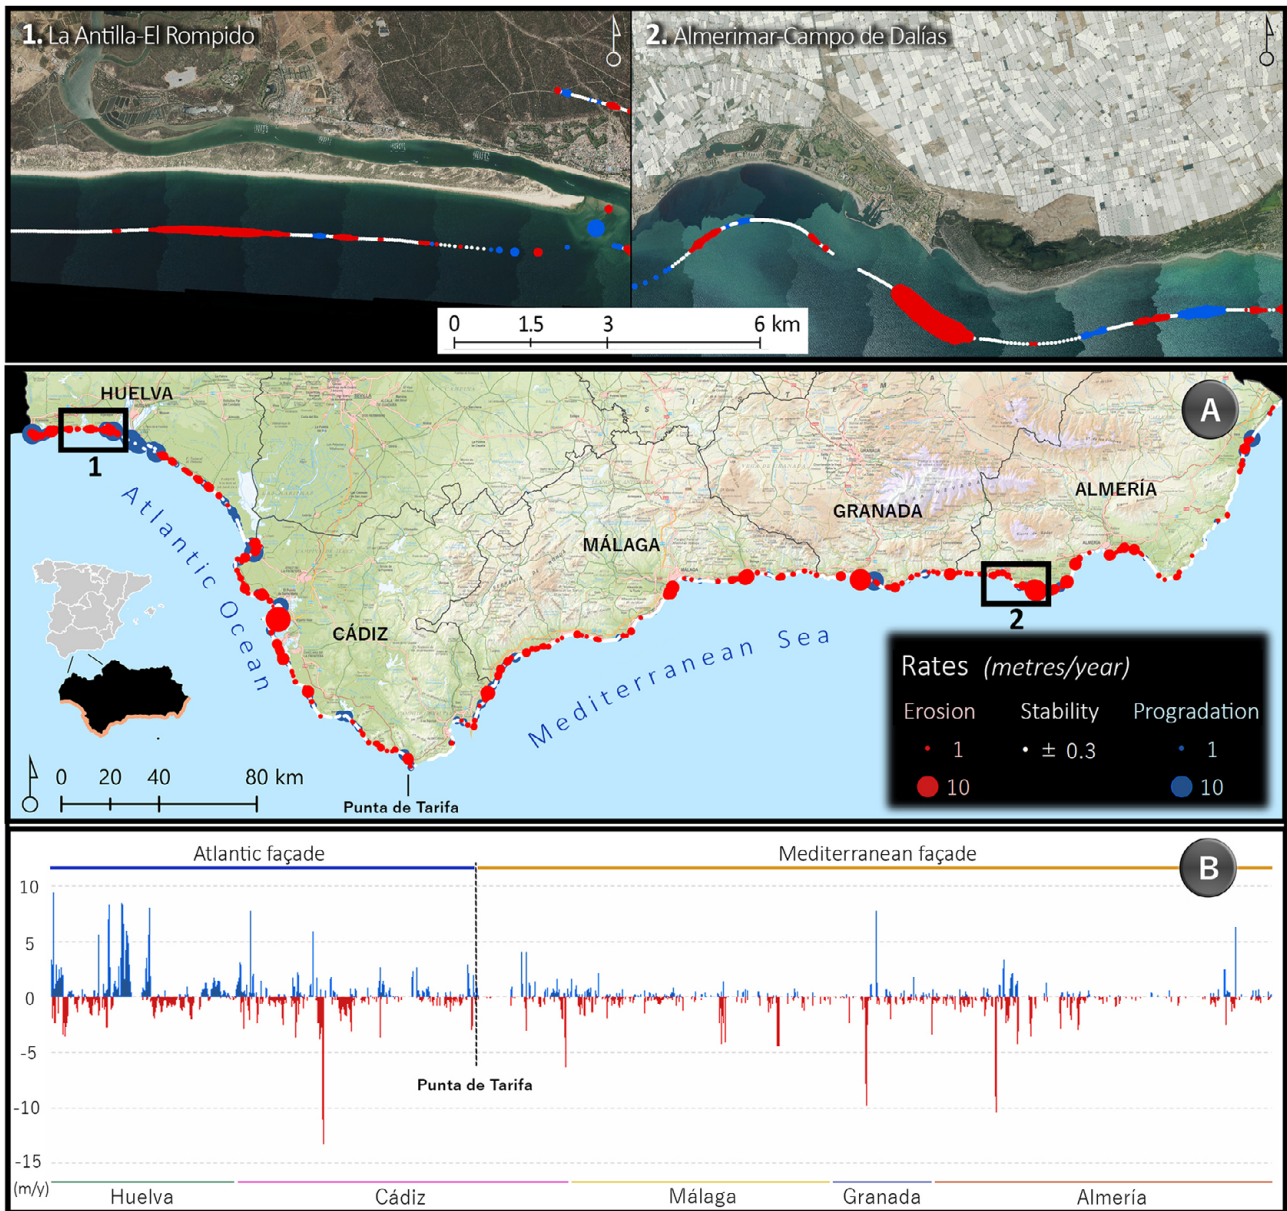 1. La Antilla-El Rompido
2. Almerimar-Campo de Dalías
0 1.5 3 6 km
HUELVA
A
1
ALMERÍA
GRANADA
MÁLAGA
Atlantic Ocean
CÁDIZ
2
Mediterranean Sea
Rates (metres/year)
Erosion Stability Progradation
1 ± 0.3 1
10 10
0 20 40 80 km
Punta de Tarifa
Atlantic façade Mediterranean façade
B
10
5
0
-5
Punta de Tarifa
-10
-15
(m/y)
Huelva Cádiz Málaga Granada Almería